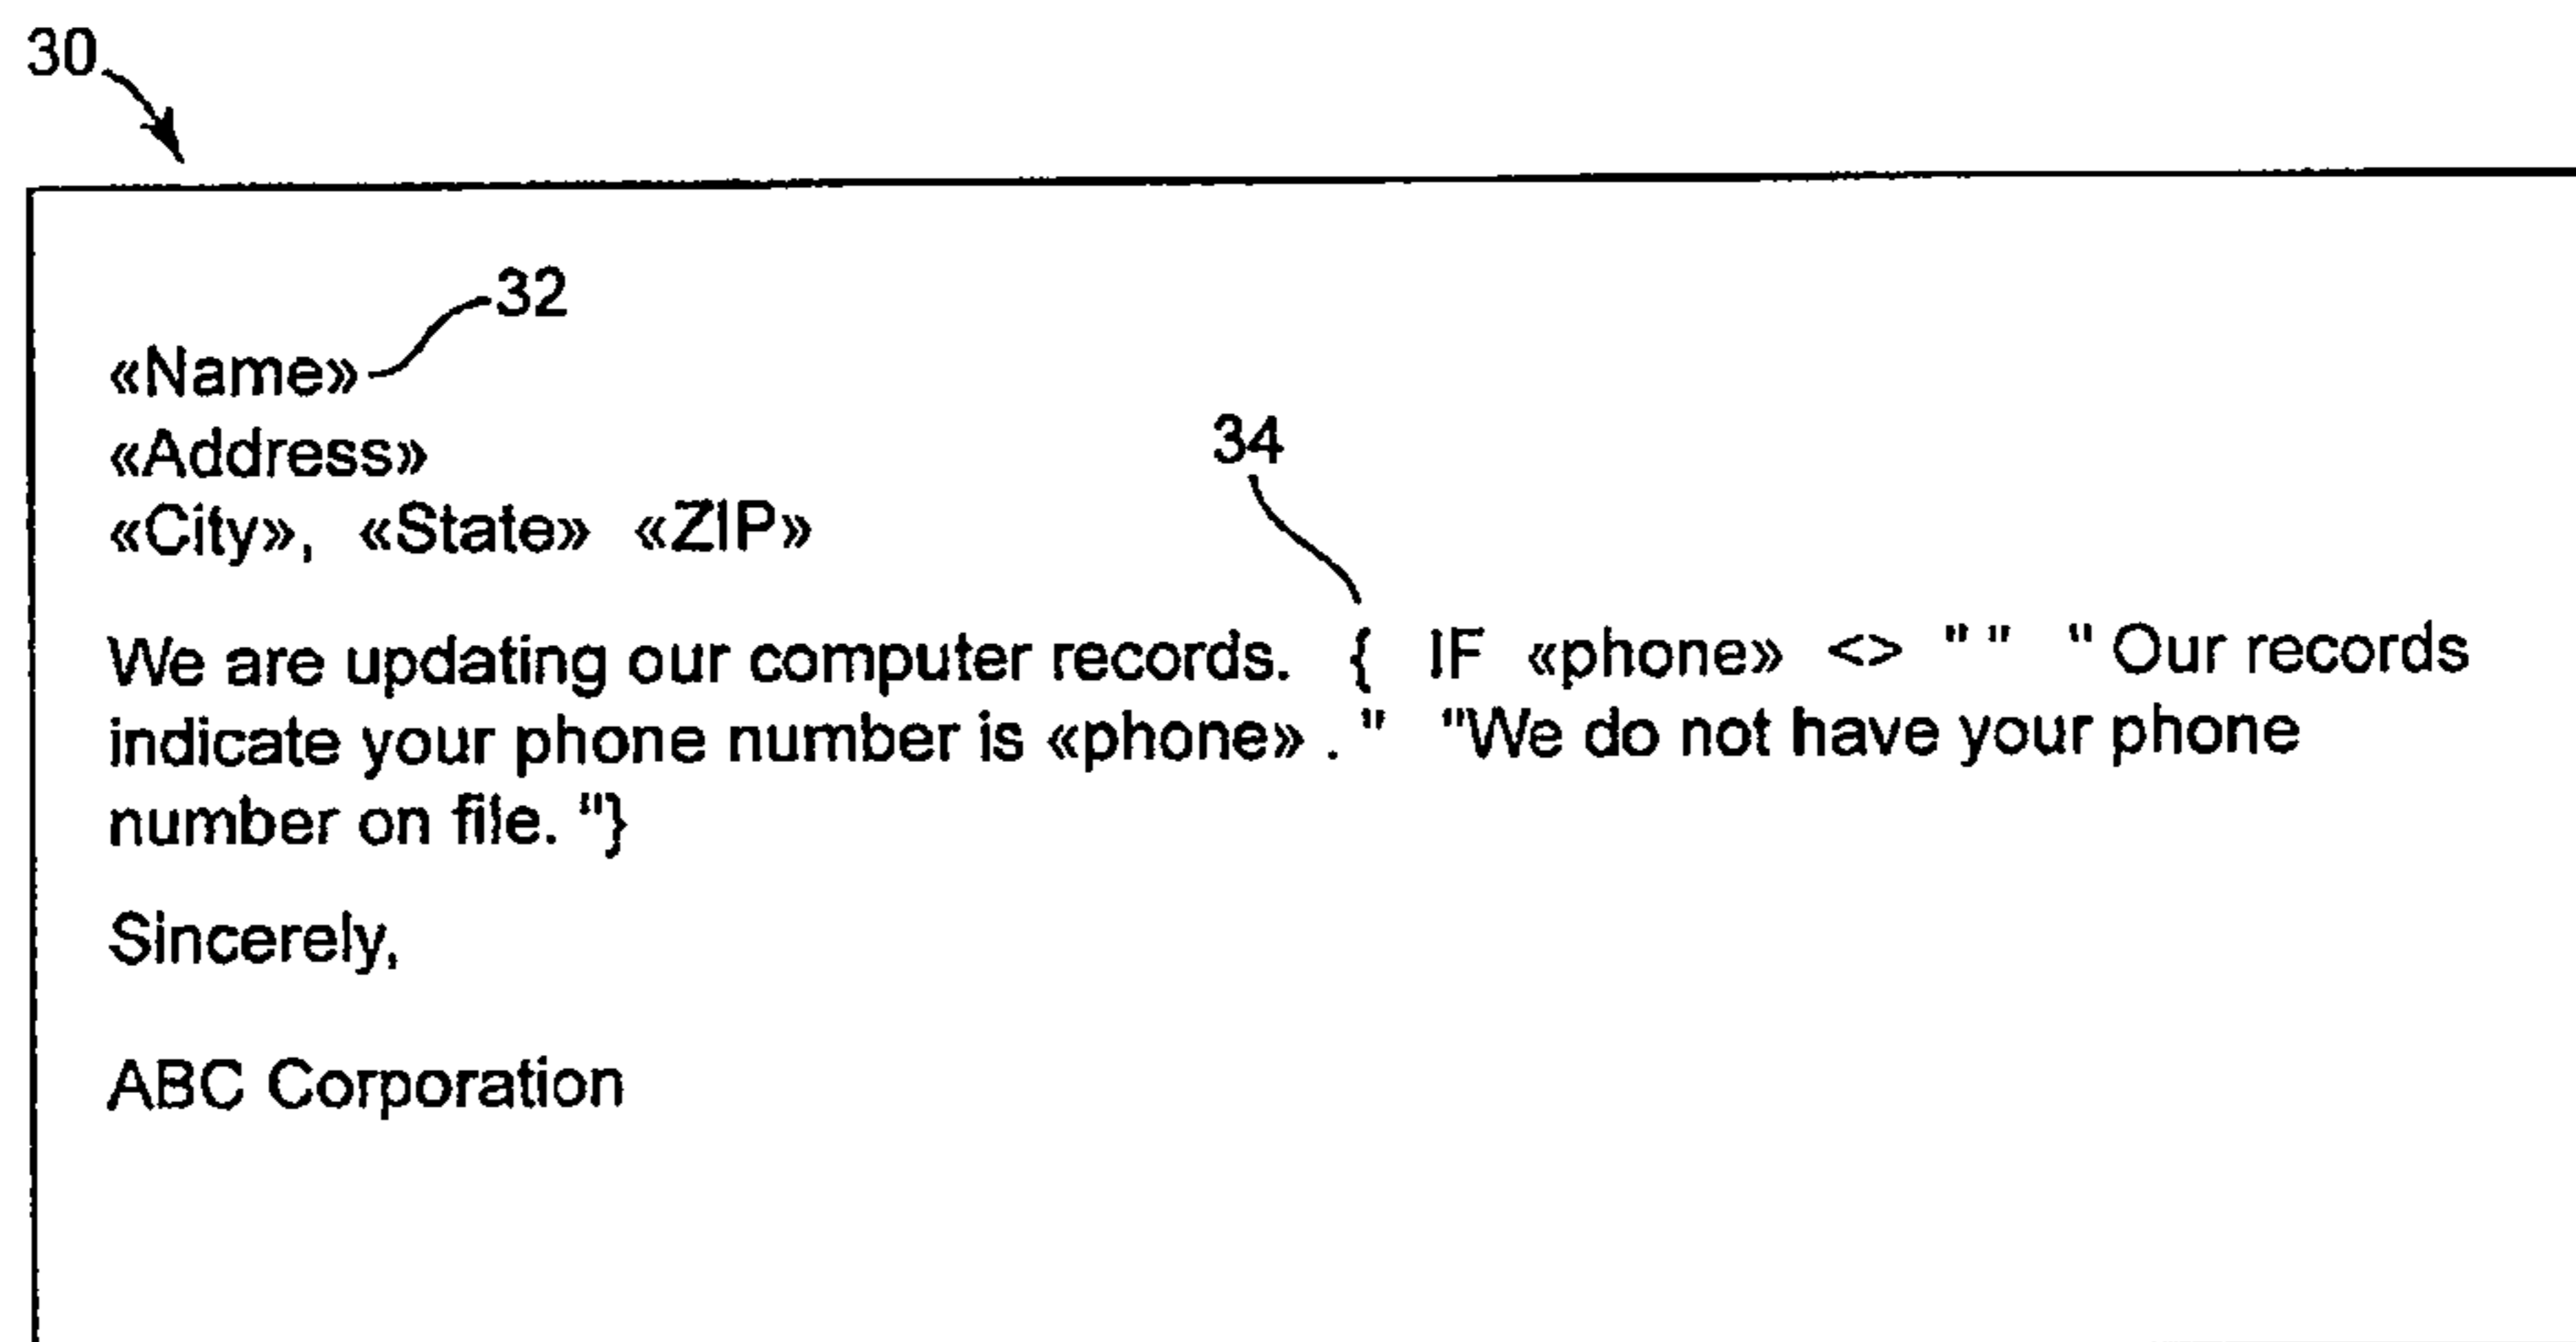 30
32
«Name»
«Address»
34
«City», «State» «ZIP»
We are updating our computer records. { IF «phone» <> " " " Our records
indicate your phone number is «phone» . " "We do not have your phone
number on file. "}
Sincerely,
ABC Corporation